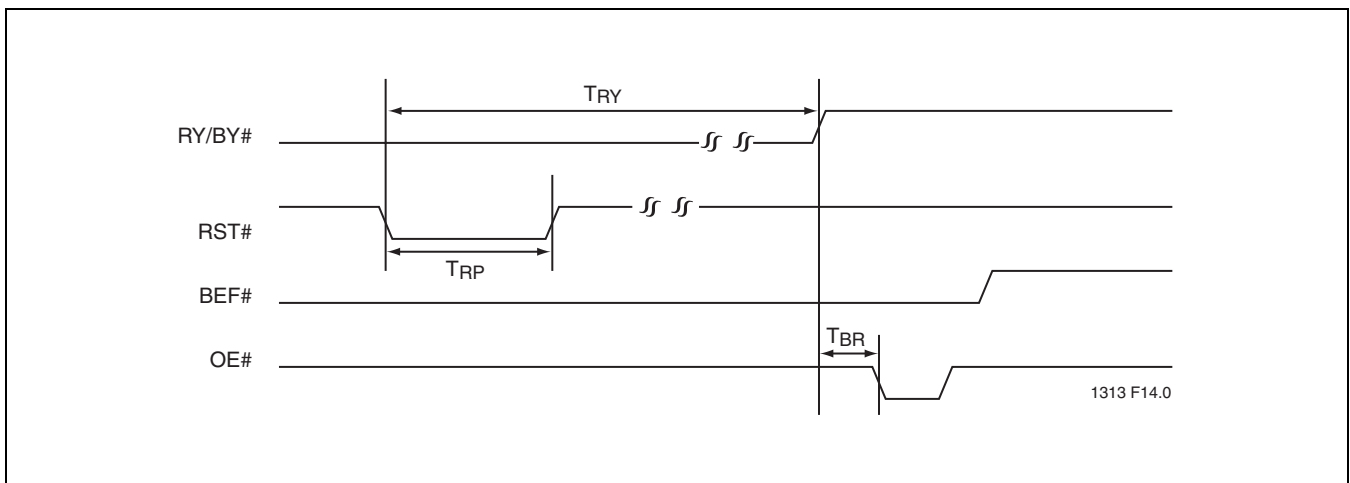 TRY
RY/BY#
RST#
TRP
BEF#
TBR
OE#
1313 F14.0